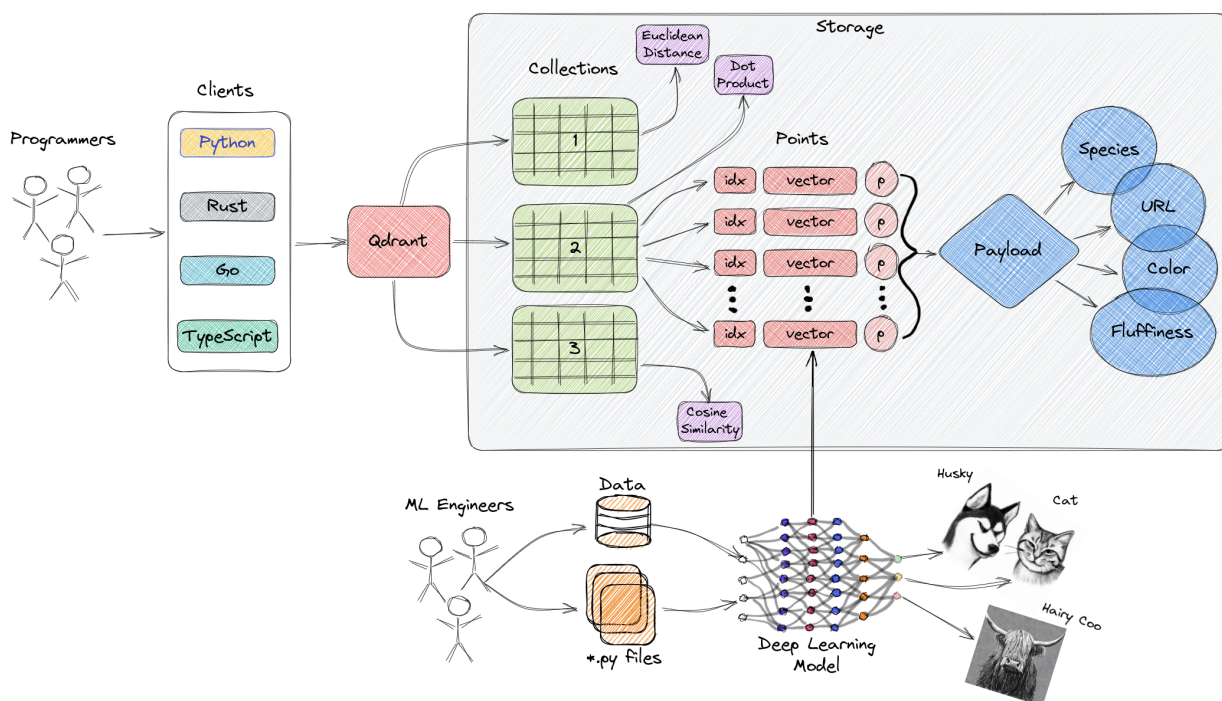 Storage
Euclidean
Distance
Dot
Product
Collections
Clients
Programmers
Python
Rust
Go
TypeScript
Qdrant
1
2
3
Points
idx
vector
p
idx
vector
p
idx
vector
p
idx
vector
p
Payload
Species
URL
Color
Fluffiness
Cosine
Similarity
ML Engineers
Data
*.py files
Deep Learning
Model
Husky
Cat
Hairy Coo